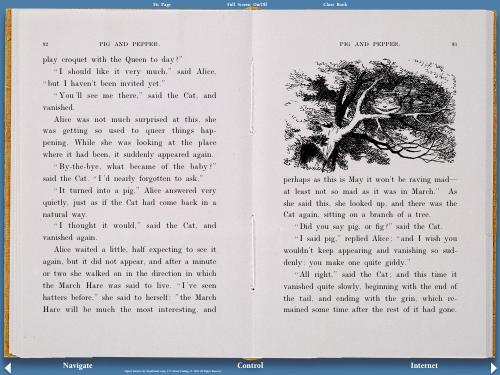 Fit Page
Full Screen On/Off
Close Book
92
PIG AND PEPPER.
play croquet with the Queen to day?"
"I should like it very much," said Alice,
"but I haven't been invited yet."
"You'll see me there," said the Cat, and
vanished.
Alice was not much surprised at this, she
was getting so used to queer things hap-
pening. While she was looking at the place
where it had been, it suddenly appeared again.
"By-the-bye, what became of the baby?"
said the Cat. "I'd nearly forgotten to ask."
"It turned into a pig," Alice answered very
quietly, just as if the Cat had come back in a
natural way.
"I thought it would," said the Cat, and
vanished again.
Alice waited a little, half expecting to see it
again, but it did not appear, and after a minute
or two she walked on in the direction in which
the March Hare was said to live. "I've seen
hatters before," she said to herself: "the March
Hare will be much the most interesting, and
PIG AND PEPPER.
93
perhaps as this is May it won't be raving mad—
at least not so mad as it was in March." As
she said this, she looked up, and there was the
Cat again, sitting on a branch of a tree.
"Did you say pig, or fig?" said the Cat.
"I said pig," replied Alice; "and I wish you
wouldn't keep appearing and vanishing so sud-
denly: you make one quite giddy."
"All right," said the Cat; and this time it
vanished quite slowly, beginning with the end of
the tail, and ending with the grin, which re-
mained some time after the rest of it had gone.
Navigate
Control
Internet